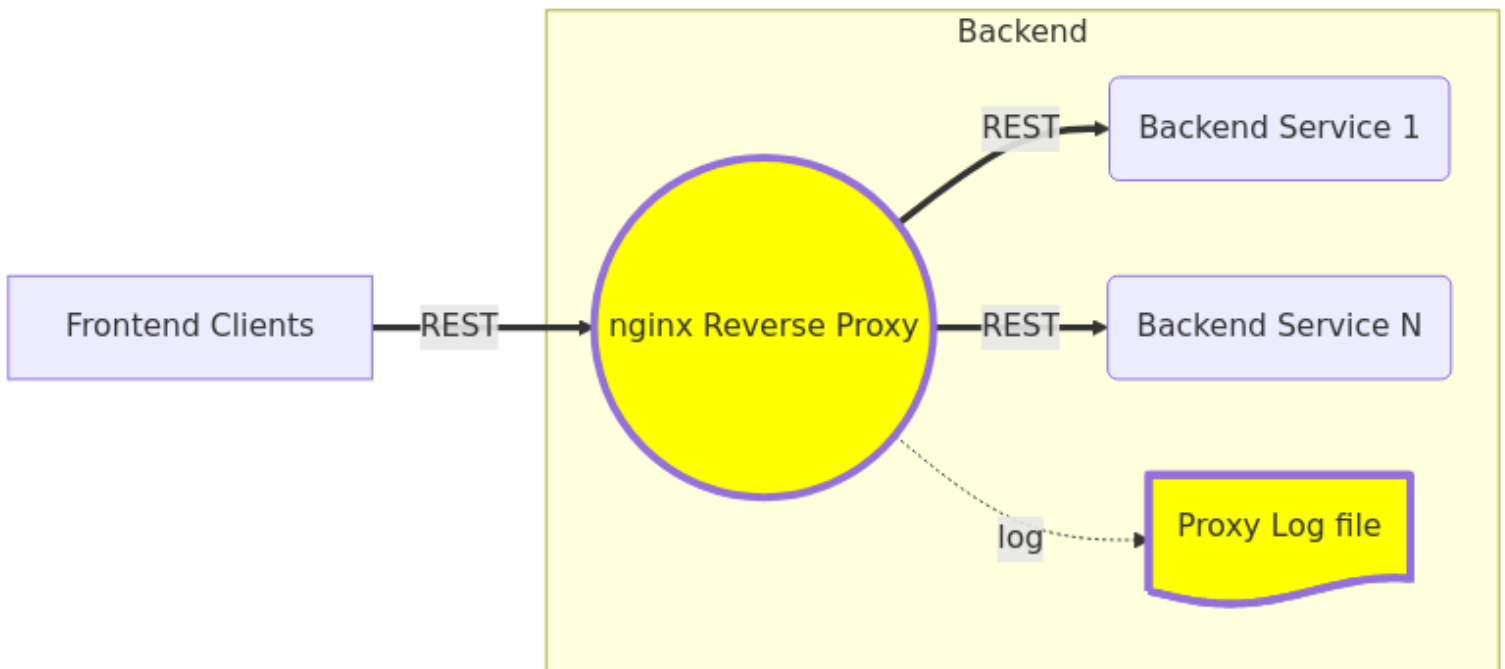 Backend
REST
Backend Service 1
Frontend Clients
REST
nginx Reverse Proxy
REST
Backend Service N
log
Proxy Log file